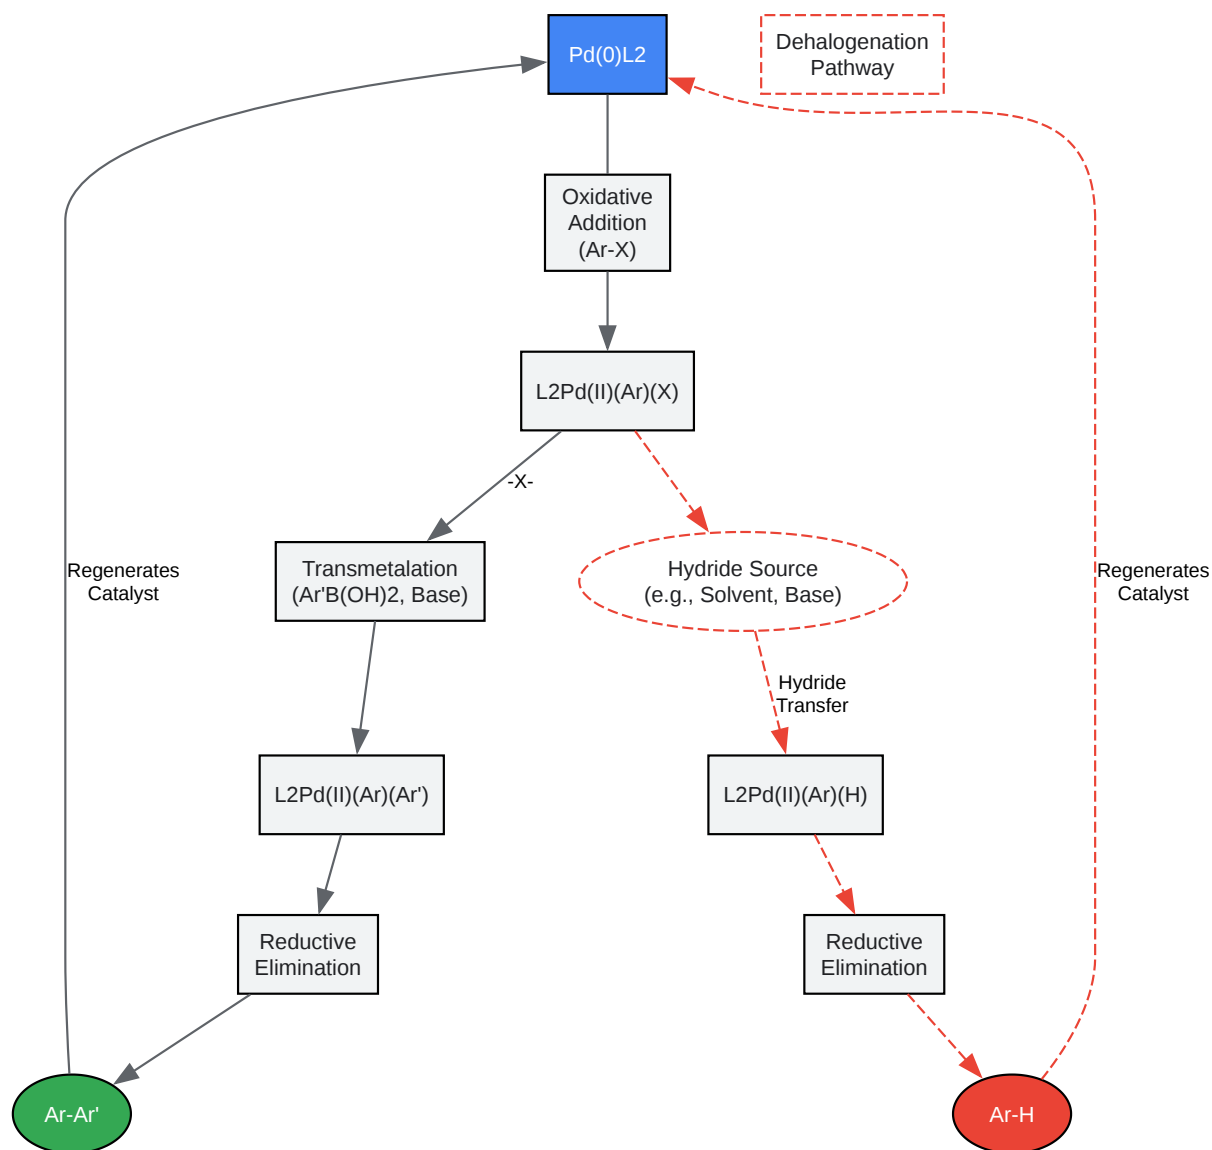 Pd(0)L2
Dehalogenation
Pathway
Oxidative
Addition
(Ar-X)
L2Pd(II)(Ar)(X)
-X-
Transmetalation
(Ar'B(OH)2, Base)
Hydride Source
(e.g., Solvent, Base)
Regenerates
Catalyst
Regenerates
Catalyst
Hydride
Transfer
L2Pd(II)(Ar)(Ar')
L2Pd(II)(Ar)(H)
Reductive
Elimination
Reductive
Elimination
Ar-Ar'
Ar-H